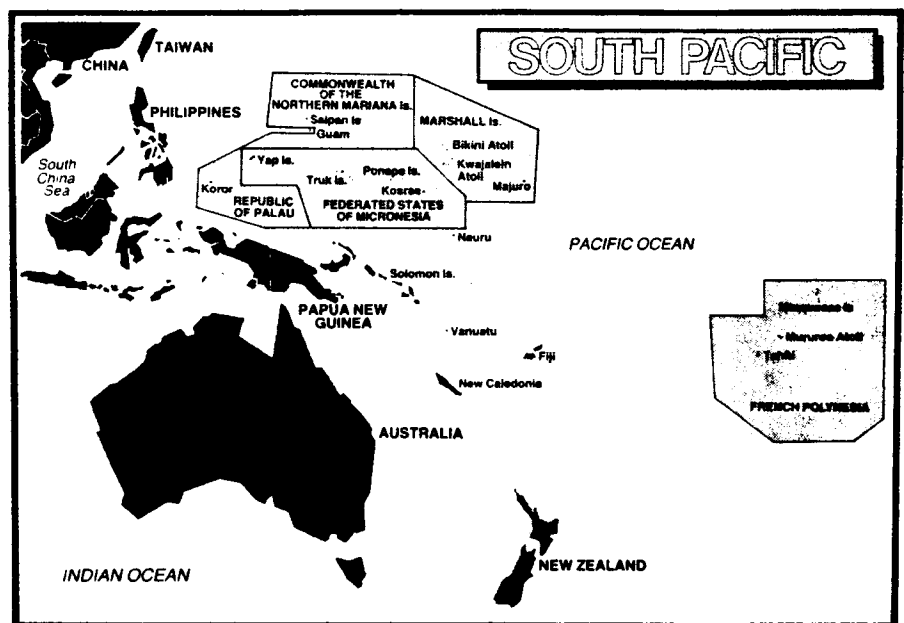 SOUTH PACIFIC
TAIWAN
CHINA
PHILIPPINES
South
China
Sea
COMMONWEALTH
OF THE
NORTHERN MARIANA Is.
Saipan Is
Guam
MARSHALL Is.
Bikini Atoll
Kwajalein
Atoll
Majuro
Yap Is.
Truk Is.
Ponape Is.
Kosrae
Koror
REPUBLIC
OF PALAU
FEDERATED STATES
OF MICRONESIA
Nauru
PACIFIC OCEAN
Solomon Is.
PAPUA NEW
GUINEA
Vanuatu
Fiji
New Caledonia
Is
Mururoa Atoll
Tahiti
FRENCH POLYNESIA
AUSTRALIA
INDIAN OCEAN
NEW ZEALAND